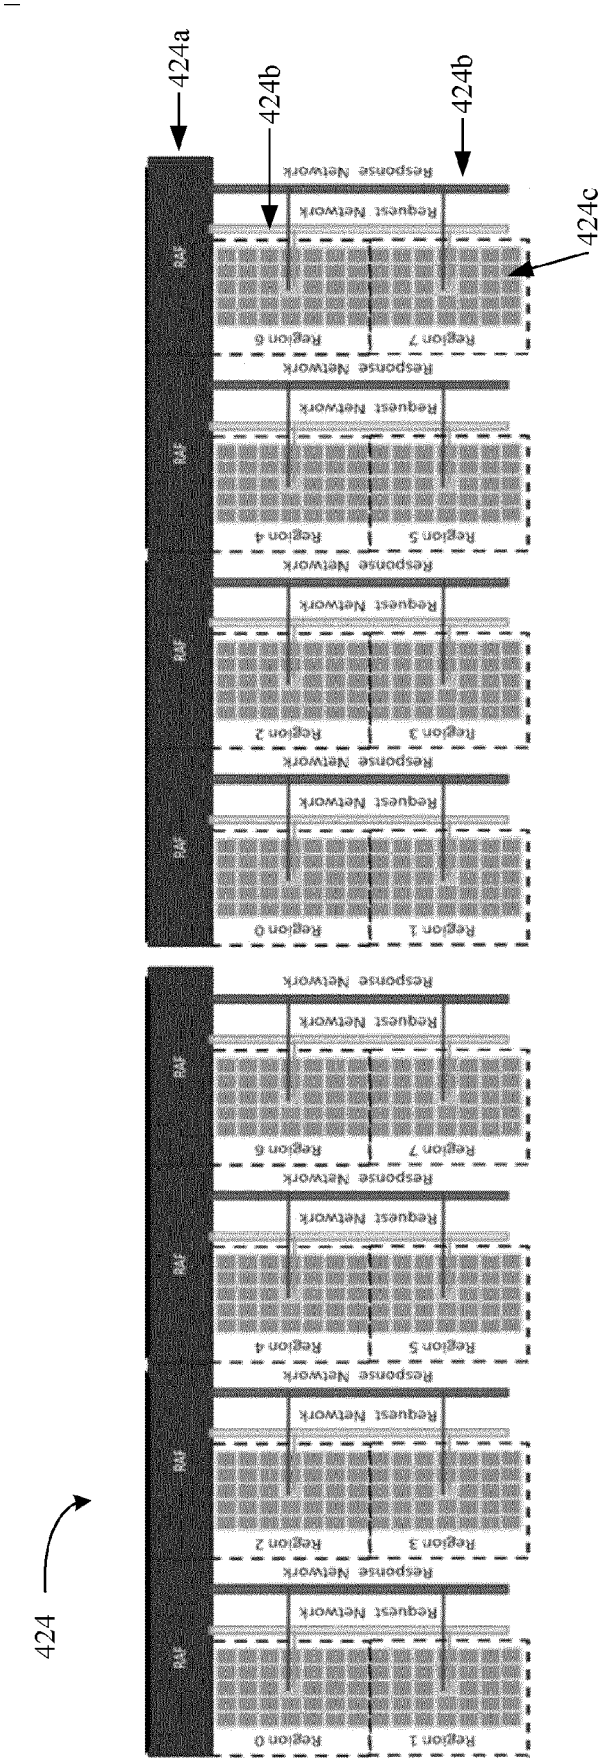 424a
424b
424b
424c
Response Network
Request Network
RAF
Region 6
Region 7
Response Network
Request Network
RAF
Region 4
Region 5
Response Network
Request Network
RAF
Region 2
Region 3
Response Network
Request Network
RAF
Region 0
Region 1
Response Network
Request Network
RAF
Region 6
Region 7
Response Network
Request Network
RAF
Region 4
Region 5
Response Network
Request Network
RAF
Region 2
Region 3
Response Network
Request Network
RAF
Region 0
Region 1
424